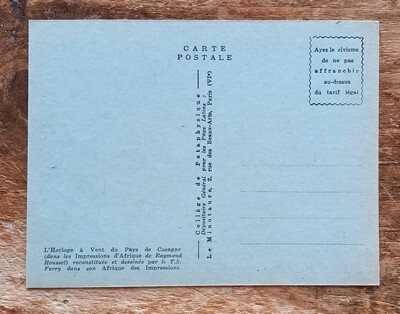 CARTE
POSTALE
Ayez le civisme
de ne pas
affranchir
au-dessus
du tarif légal
Collège de Pataphysique
Dépositaire Général pour les Pays Latins :
Le Minotaure, 2, rue des Beaux-Arts, Paris (VIe)
L'Horloge à Vent du Pays de Cocagne
(dans les Impressions d'Afrique de Raymond
Roussel) reconstituée et dessinée par le T.S.
Ferry dans son Afrique des Impressions.